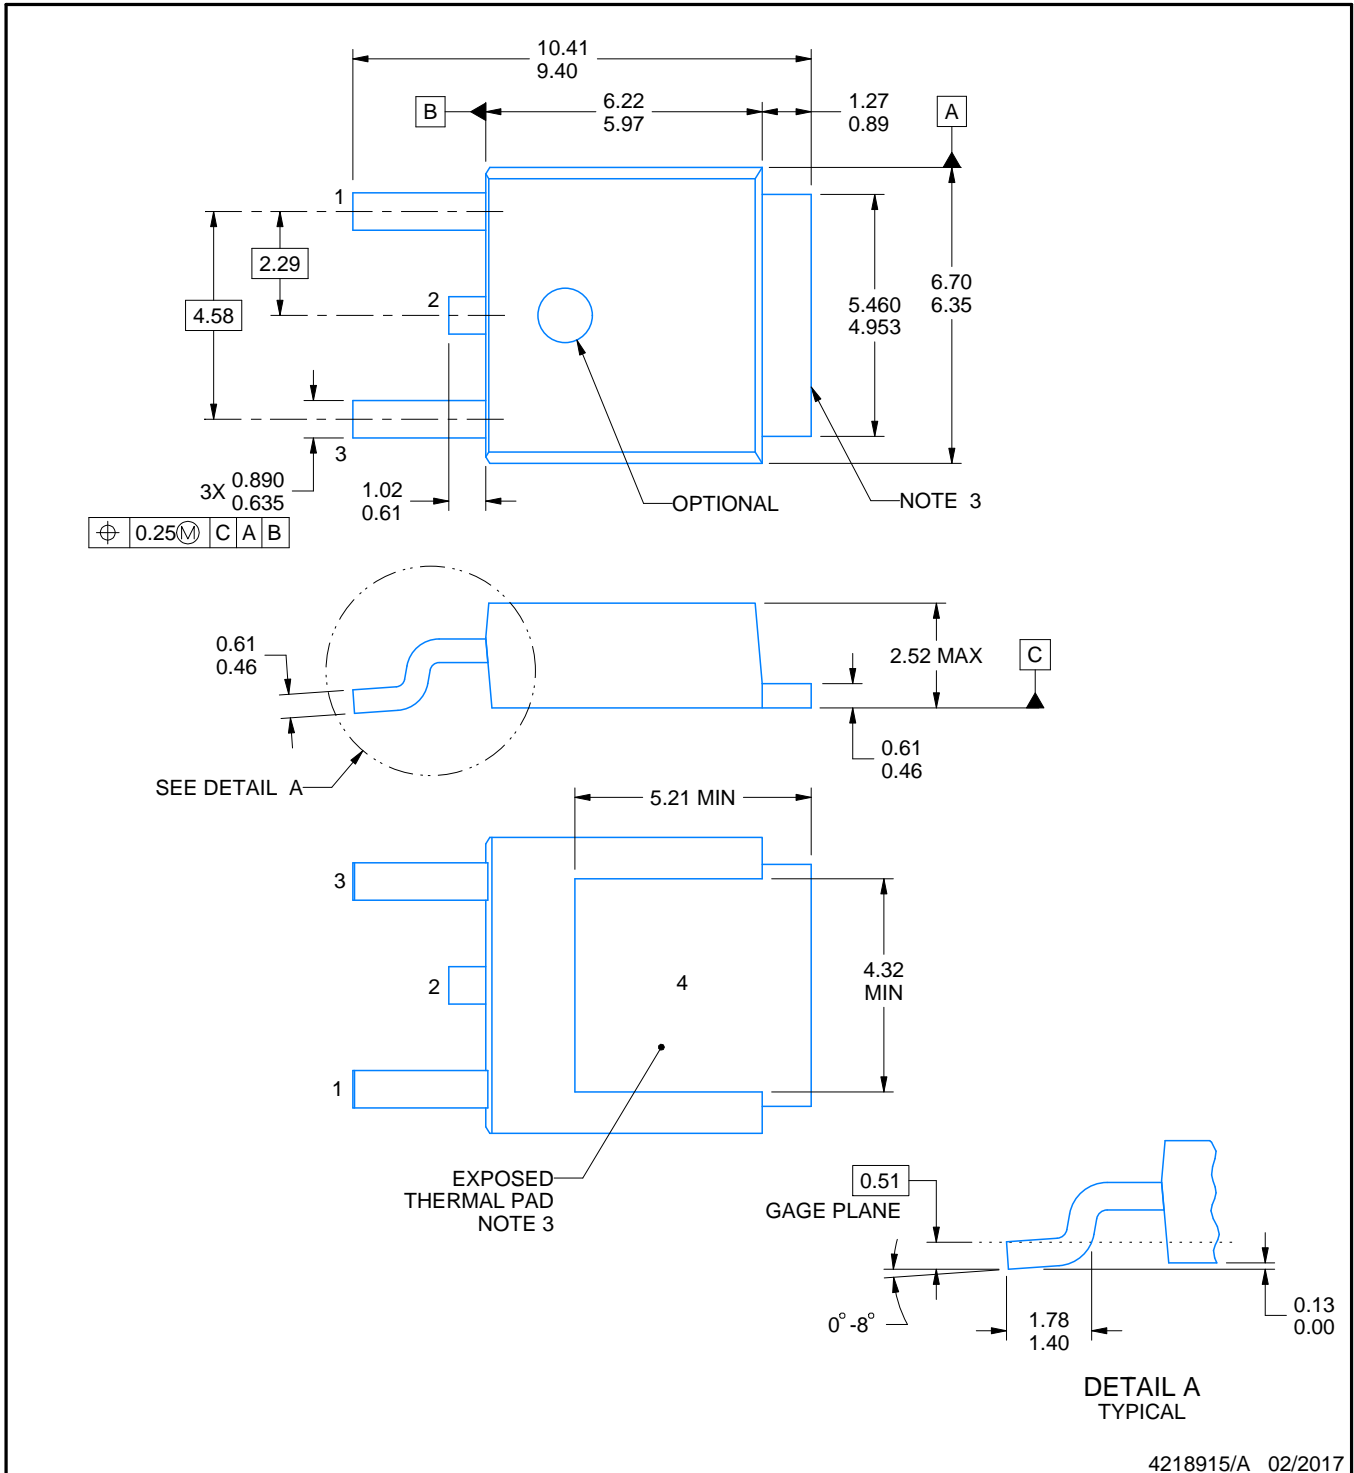 10.41
9.40
B
6.22
5.97
1.27
0.89
A
1
2.29
2
4.58
5.460
4.953
6.70
6.35
3
3X 0.890
0.635
1.02
0.61
OPTIONAL
NOTE 3
⌖ 0.25Ⓜ C A B
0.61
0.46
2.52 MAX
C
0.61
0.46
SEE DETAIL A
5.21 MIN
3
2
4
4.32
MIN
1
EXPOSED
THERMAL PAD
NOTE 3
0.51
GAGE PLANE
0°-8°
1.78
1.40
0.13
0.00
DETAIL A
TYPICAL
4218915/A 02/2017